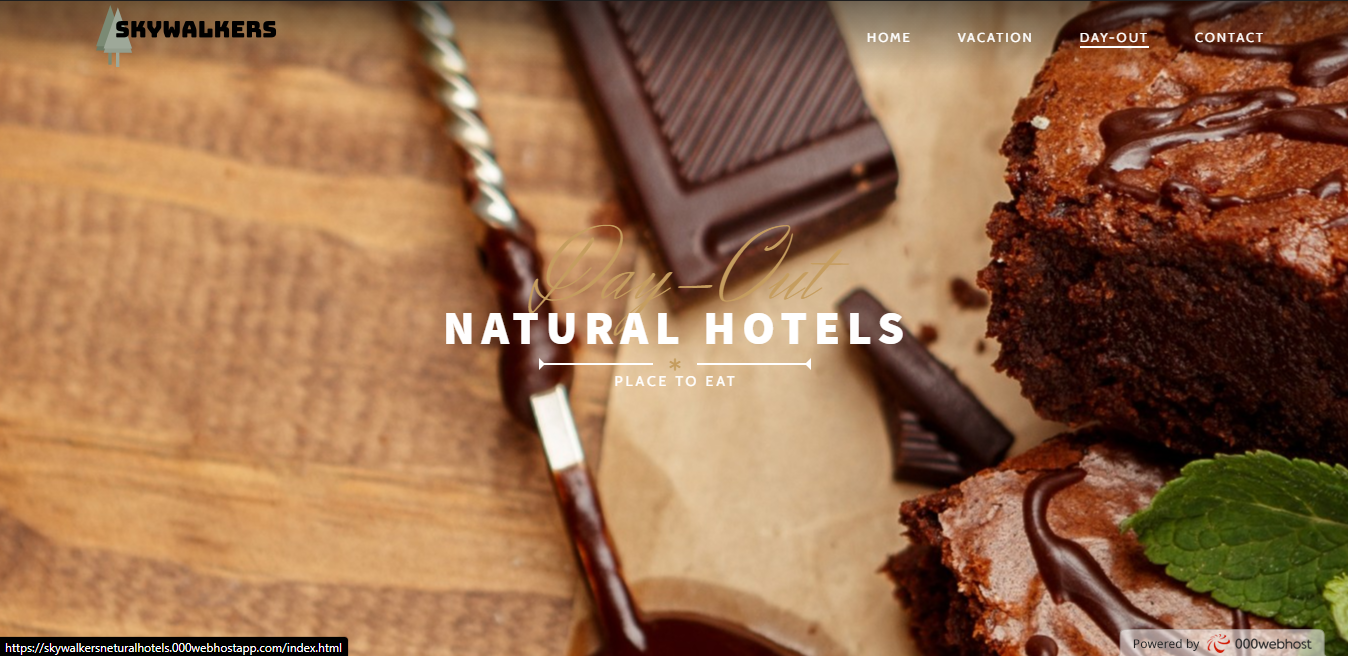 SKYWALKERS
HOME VACATION DAY-OUT CONTACT
Day-Out
NATURAL HOTELS
*
PLACE TO EAT
https://skywalkersneturalhotels.000webhostapp.com/index.html
Powered by 000webhost